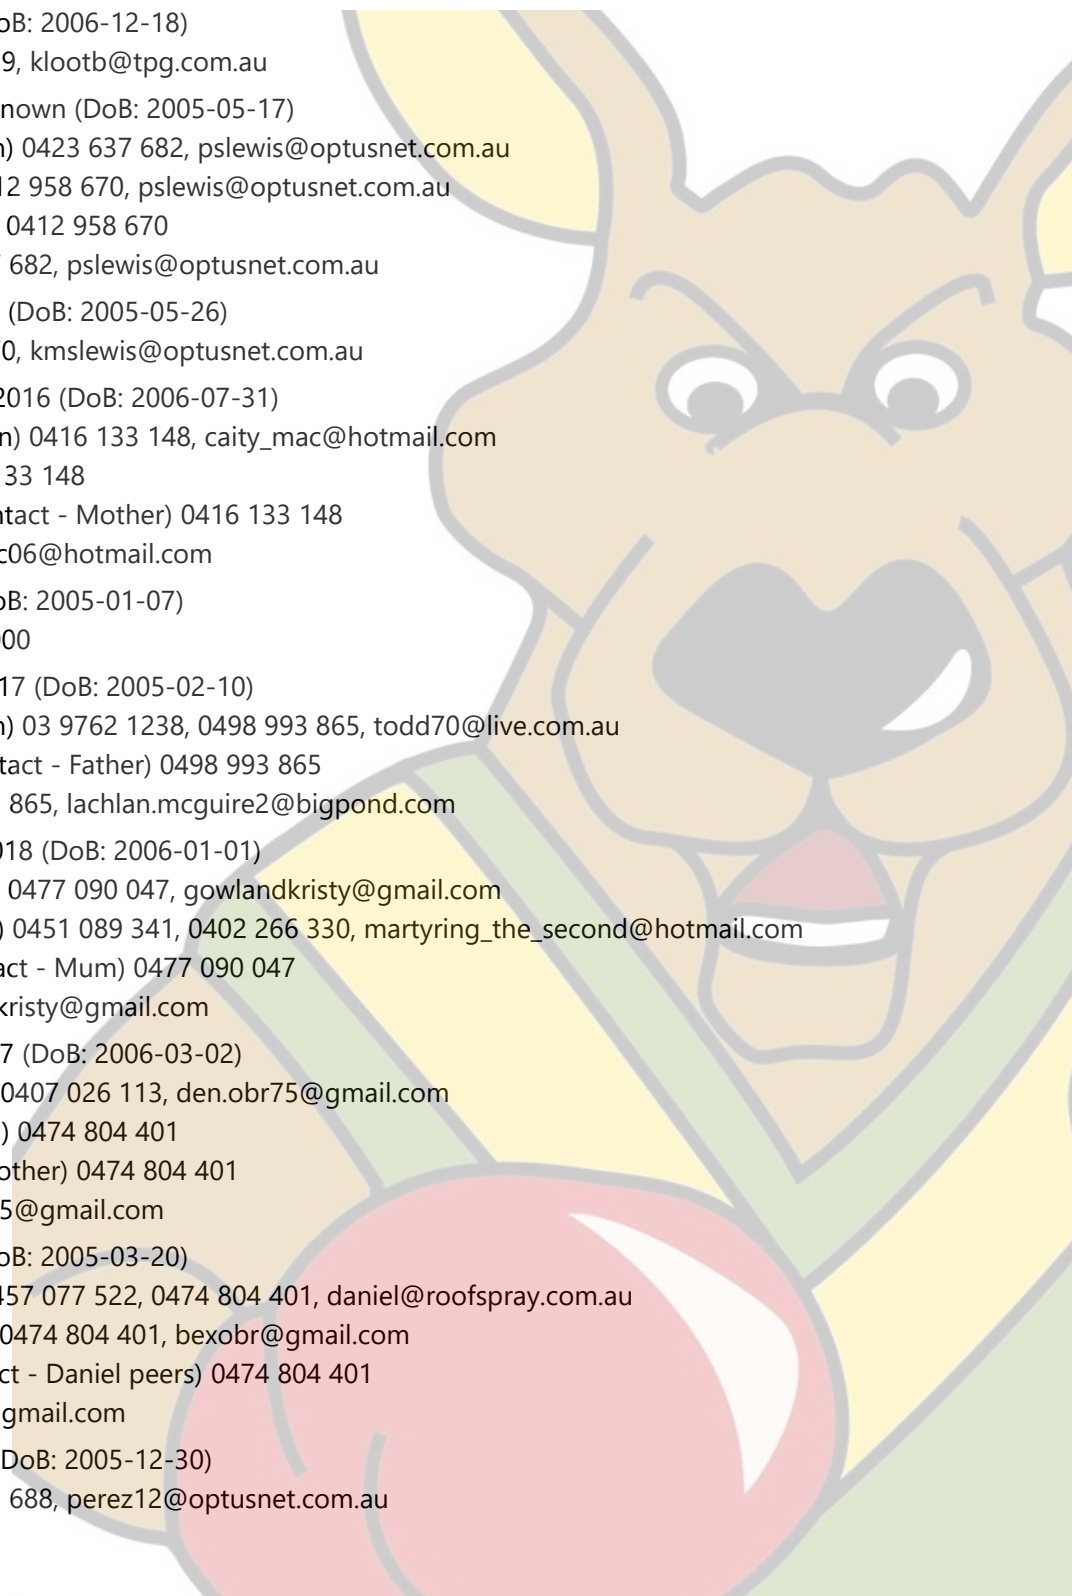 oB: 2006-12-18)
9, klootb@tpg.com.au
nown (DoB: 2005-05-17)
n) 0423 637 682, pslewis@optusnet.com.au
12 958 670, pslewis@optusnet.com.au
0412 958 670
7 682, pslewis@optusnet.com.au
(DoB: 2005-05-26)
70, kmslewis@optusnet.com.au
2016 (DoB: 2006-07-31)
n) 0416 133 148, caity_mac@hotmail.com
133 148
ntact - Mother) 0416 133 148
c06@hotmail.com
oB: 2005-01-07)
000
17 (DoB: 2005-02-10)
n) 03 9762 1238, 0498 993 865, todd70@live.com.au
tact - Father) 0498 993 865
865, lachlan.mcguire2@bigpond.com
018 (DoB: 2006-01-01)
0477 090 047, gowlandkristy@gmail.com
) 0451 089 341, 0402 266 330, martyring_the_second@hotmail.com
act - Mum) 0477 090 047
kristy@gmail.com
7 (DoB: 2006-03-02)
0407 026 113, den.obr75@gmail.com
) 0474 804 401
other) 0474 804 401
5@gmail.com
oB: 2005-03-20)
457 077 522, 0474 804 401, daniel@roofspray.com.au
0474 804 401, bexobr@gmail.com
ct - Daniel peers) 0474 804 401
gmail.com
DoB: 2005-12-30)
688, perez12@optusnet.com.au